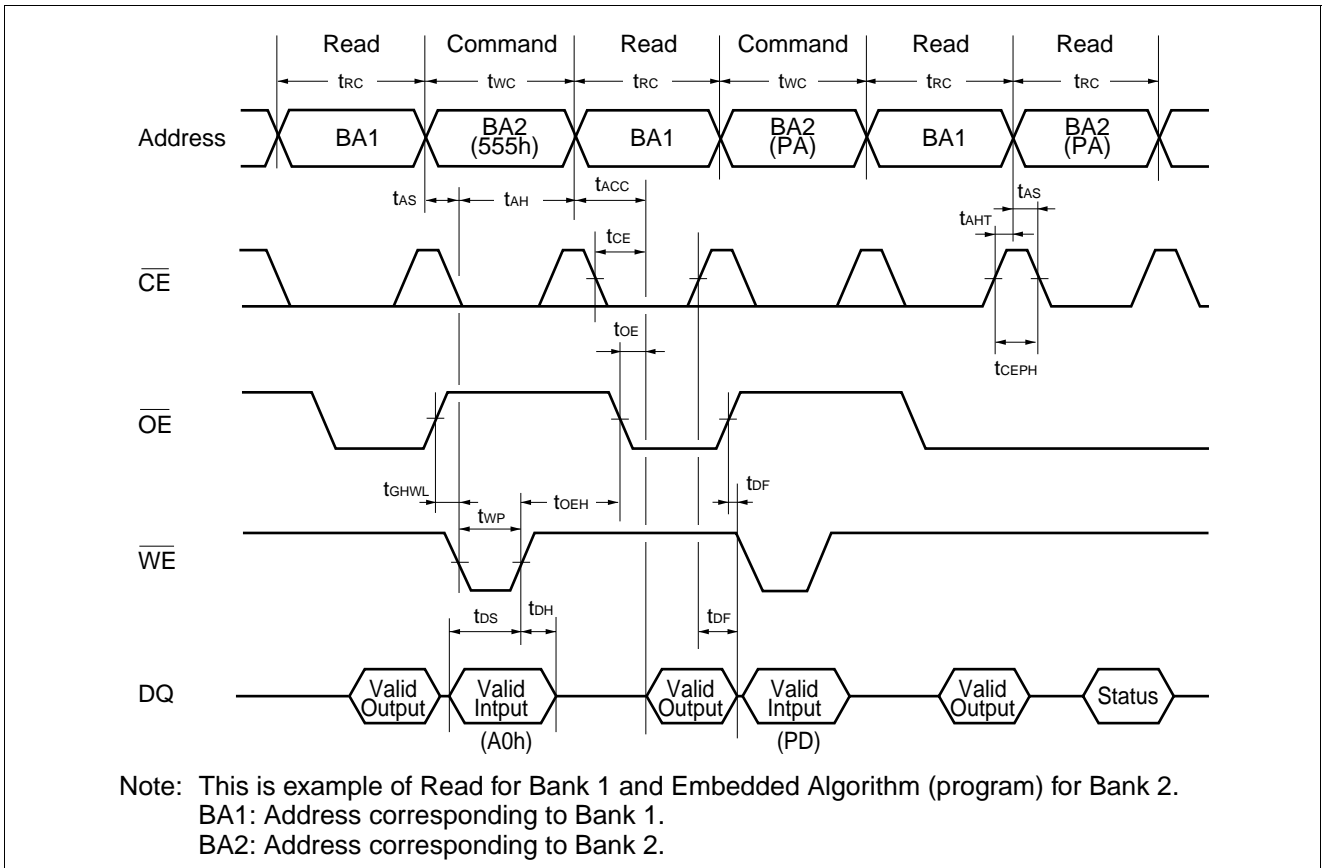 Read Command Read Command Read Read
tRC tWC tRC tWC tRC tRC
Address BA1 BA2 BA1 BA2 BA1 BA2
(555h) (PA) (PA)
tAS tAH tACC tAS
tAHT
tCE
CE
tOE
tCEPH
OE
tGHWL tOEH tDF
tWP
WE
tDS tDH tDF
DQ Valid Valid Valid Valid Valid Status
Output Intput Output Intput Output
(A0h) (PD)
Note: This is example of Read for Bank 1 and Embedded Algorithm (program) for Bank 2.
BA1: Address corresponding to Bank 1.
BA2: Address corresponding to Bank 2.